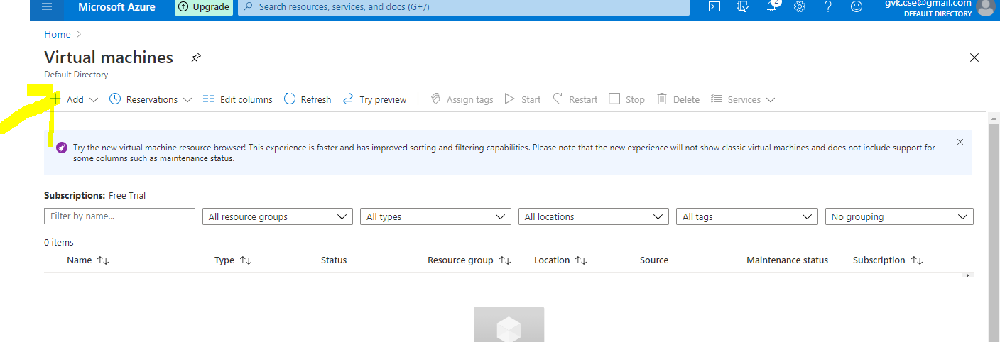 Microsoft Azure Upgrade Search resources, services, and docs (G+/) 2 gvk.cse@gmail.com
DEFAULT DIRECTORY
Home >
Virtual machines
Default Directory
+ Add Reservations Edit columns Refresh Try preview Assign tags Start Restart Stop Delete Services
Try the new virtual machine resource browser! This experience is faster and has improved sorting and filtering capabilities. Please note that the new experience will not show classic virtual machines and does not include support for
some columns such as maintenance status.
Subscriptions: Free Trial
Filter by name... All resource groups All types All locations All tags No grouping
0 items
Name Type Status Resource group Location Source Maintenance status Subscription